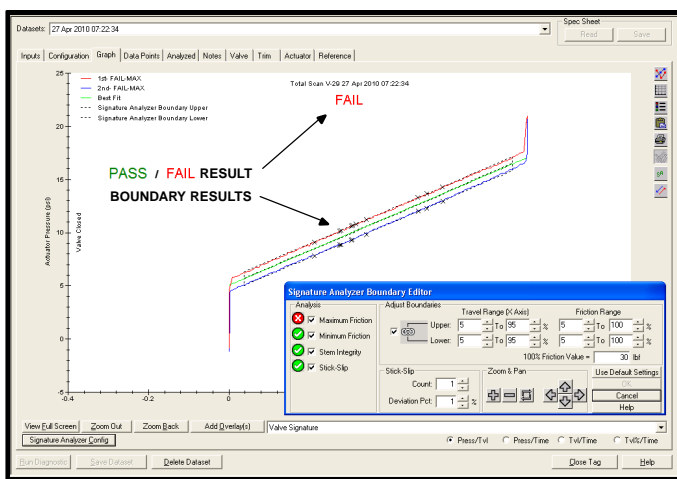 Datasets: 27 Apr 2010 07:22:34
Spec Sheet
Read Save
Inputs Configuration Graph Data Points Analyzed Notes Valve Trim Actuator Reference
1st- FAIL-MAX
2nd- FAIL-MAX
Best Fit
Signature Analyzer Boundary Upper
Signature Analyzer Boundary Lower
Total Scan V-29 27 Apr 2010 07:22:34
FAIL
PASS / FAIL RESULT
BOUNDARY RESULTS
Actuator Pressure (psi)
Valve Closed
25
20
15
10
5
0
-5
-0.4 -0.2 0
Signature Analyzer Boundary Editor
Analysis
Maximum Friction
Minimum Friction
Stem Integrity
Stick-Slip
Adjust Boundaries
Travel Range (X Axis) Friction Range
Upper: 5 To 95 % 5 To 100 %
Lower: 5 To 95 % 5 To 100 %
100% Friction Value = 30 lbf
Stick-Slip
Count: 1
Deviation Pct: 1 %
Zoom & Pan
Use Default Settings
OK
Cancel
Help
View Full Screen Zoom Out Zoom Back Add Overlay(s) Valve Signature
Signature Analyzer Config
Press/Tvl Press/Time Tvl/Time Tvl%/Time
Run Diagnostic Save Dataset Delete Dataset Close Tag Help